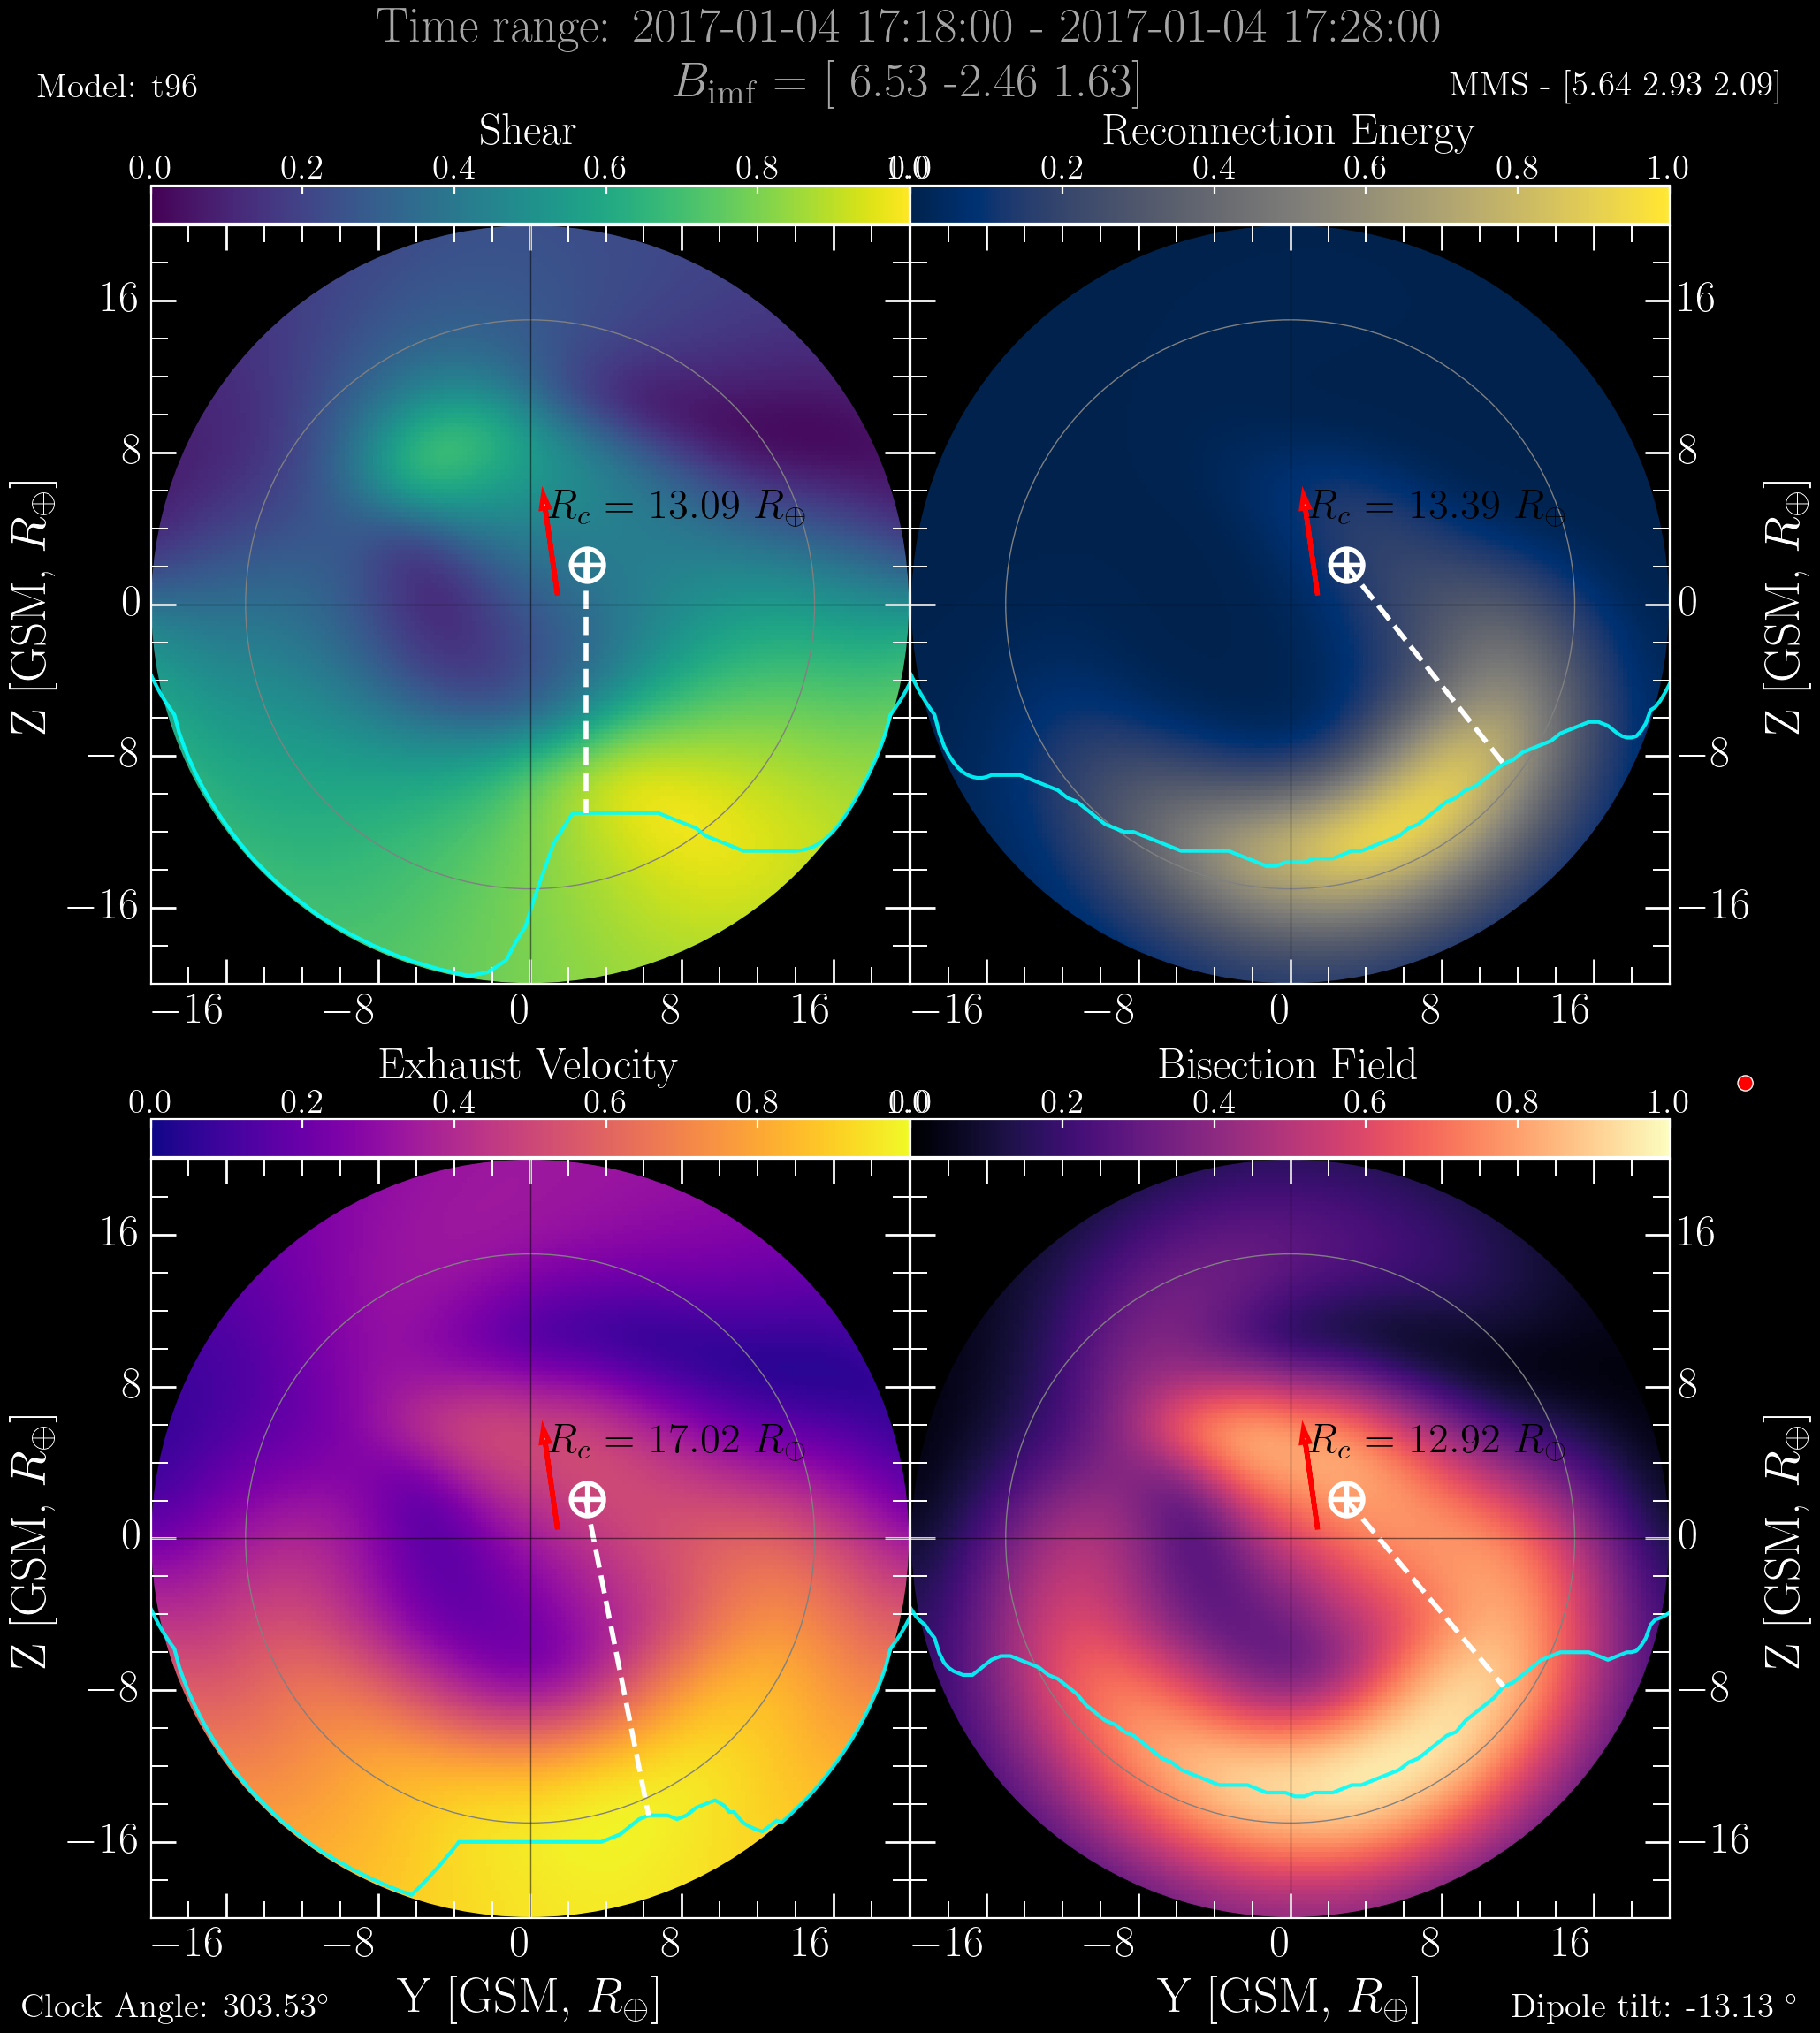 Time range: 2017-01-04 17:18:00 - 2017-01-04 17:28:00
Model: t96
B_imf = [ 6.53 -2.46 1.63]
MMS - [5.64 2.93 2.09]
Shear
Reconnection Energy
0.0 0.2 0.4 0.6 0.8 1.0
0.0 0.2 0.4 0.6 0.8 1.0
16
8
0
−8
−16
Z [GSM, R⊕]
R_c = 13.09 R⊕
R_c = 13.39 R⊕
16
8
0
−8
−16
Z [GSM, R⊕]
−16 −8 0 8 16
−16 −8 0 8 16
Exhaust Velocity
Bisection Field
0.0 0.2 0.4 0.6 0.8 1.0
0.0 0.2 0.4 0.6 0.8 1.0
16
8
0
−8
−16
Z [GSM, R⊕]
R_c = 17.02 R⊕
R_c = 12.92 R⊕
16
8
0
−8
−16
Z [GSM, R⊕]
−16 −8 0 8 16
−16 −8 0 8 16
Y [GSM, R⊕]
Y [GSM, R⊕]
Clock Angle: 303.53°
Dipole tilt: -13.13 °